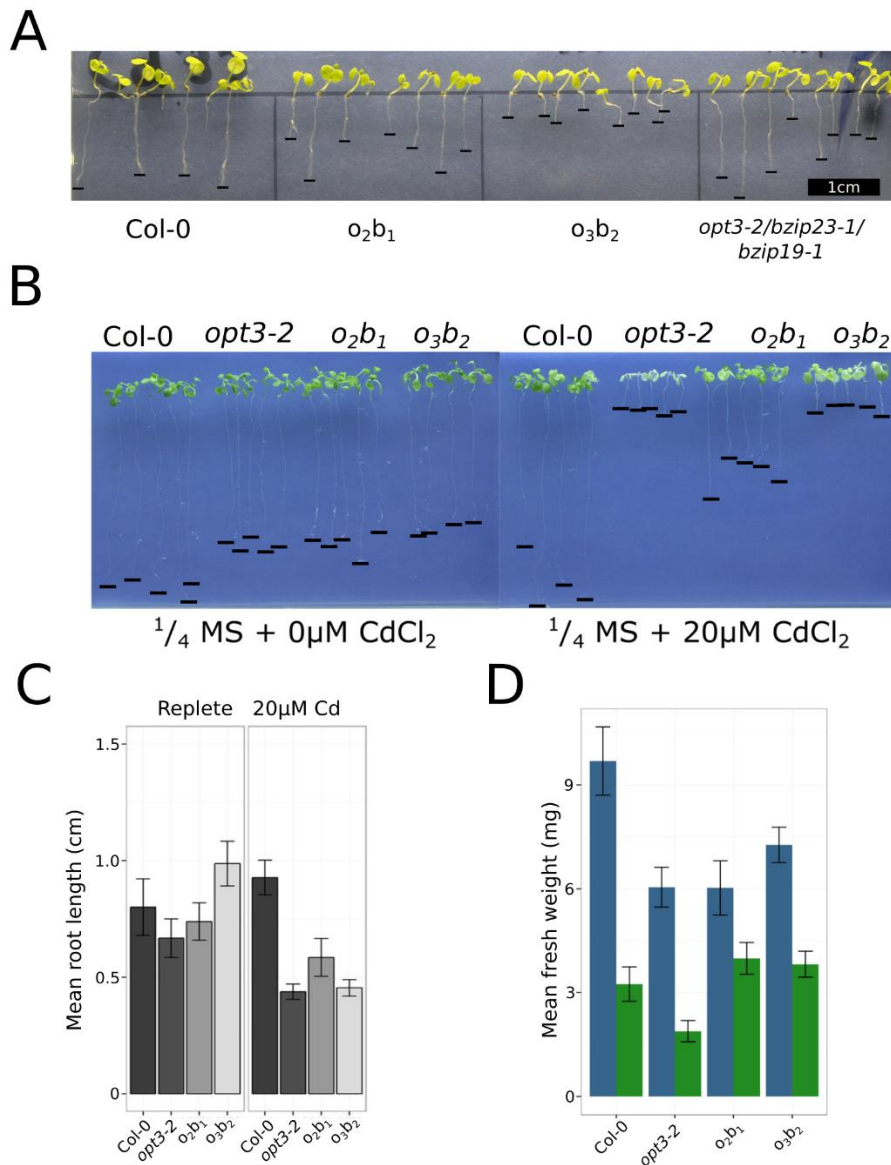 A
1cm
Col-0
o₂b₁
o₃b₂
opt3-2/bzip23-1/
bzip19-1
B
Col-0 opt3-2 o₂b₁ o₃b₂
Col-0 opt3-2 o₂b₁ o₃b₂
¹/₄ MS + 0μM CdCl₂
¹/₄ MS + 20μM CdCl₂
C
Replete
20μM Cd
Mean root length (cm)
1.5
1.0
0.5
0
Col-0
opt3-2
o₂b₁
o₃b₂
Col-0
opt3-2
o₂b₁
o₃b₂
D
Mean fresh weight (mg)
9
6
3
0
Col-0
opt3-2
o₂b₁
o₃b₂